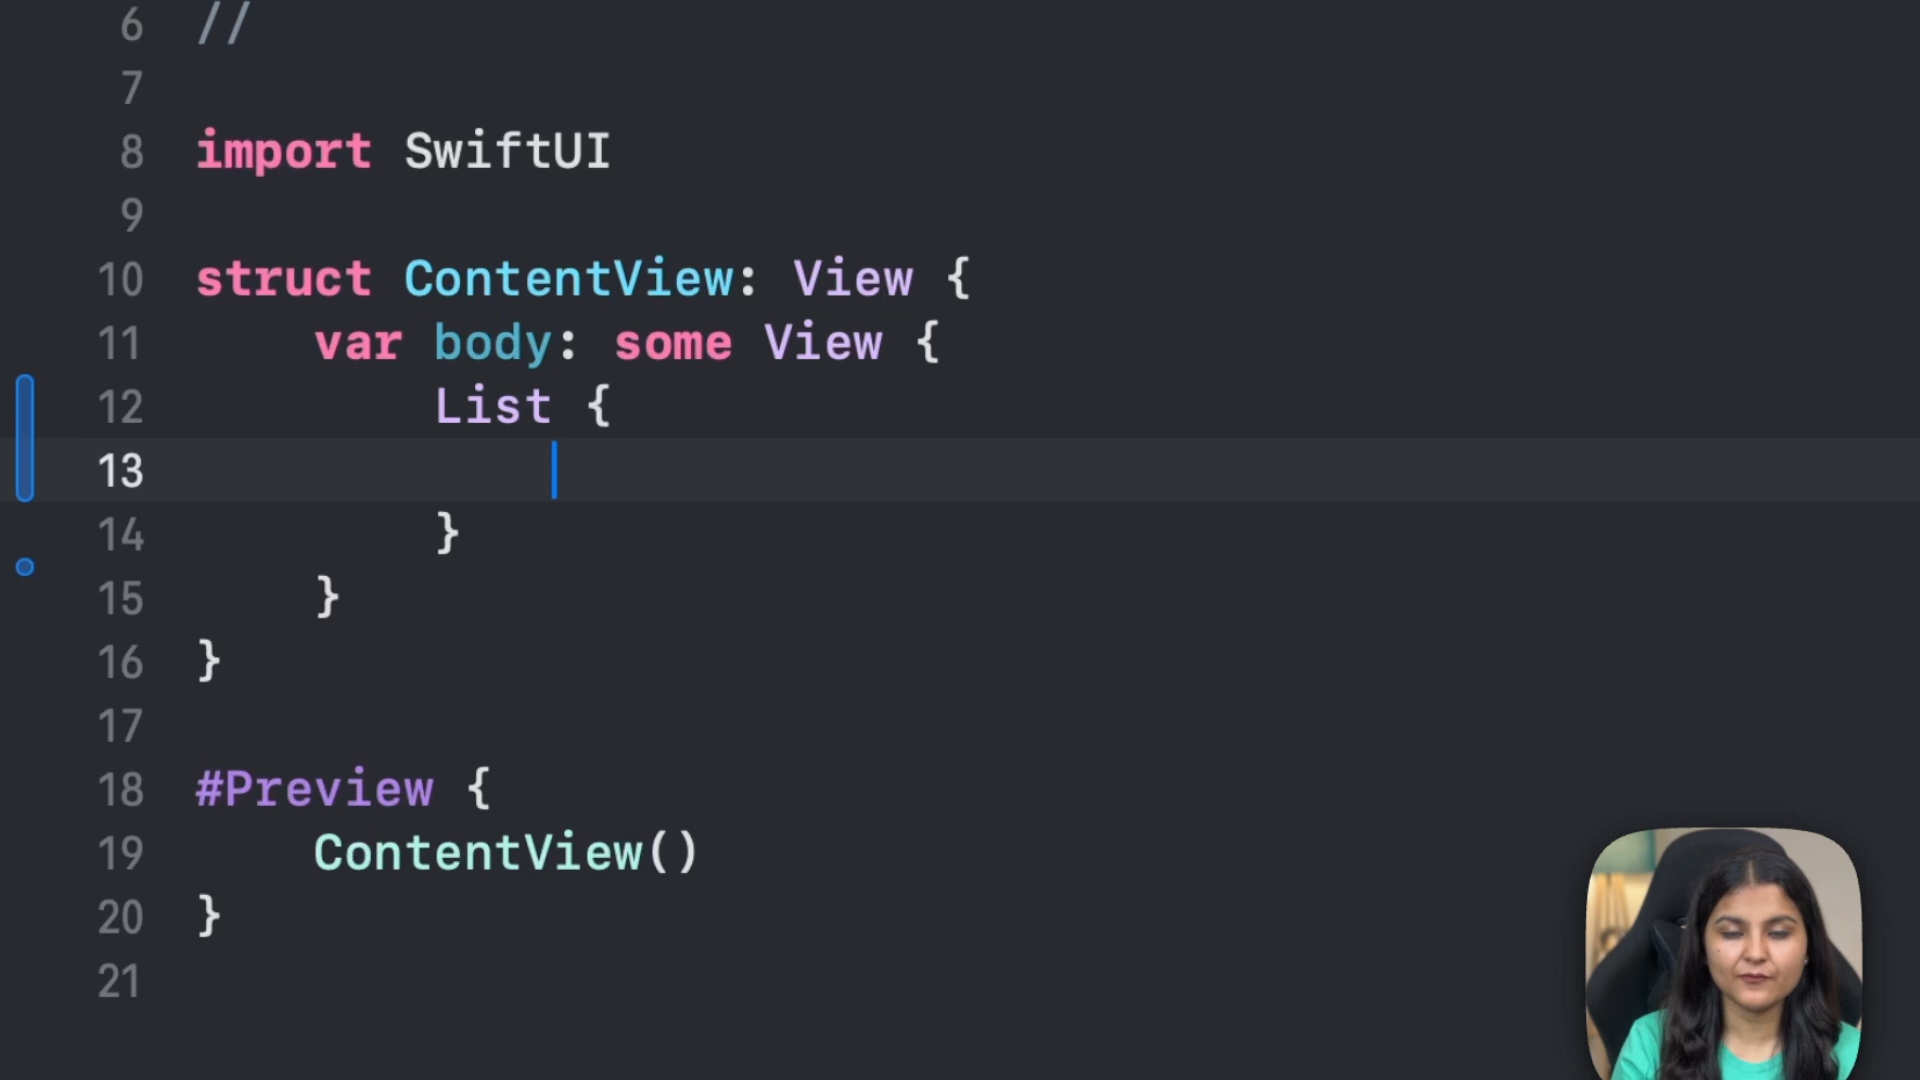 6 //
7
8 import SwiftUI
9
10 struct ContentView: View {
11     var body: some View {
12         List {
13
14         }
15     }
16 }
17
18 #Preview {
19     ContentView()
20 }
21